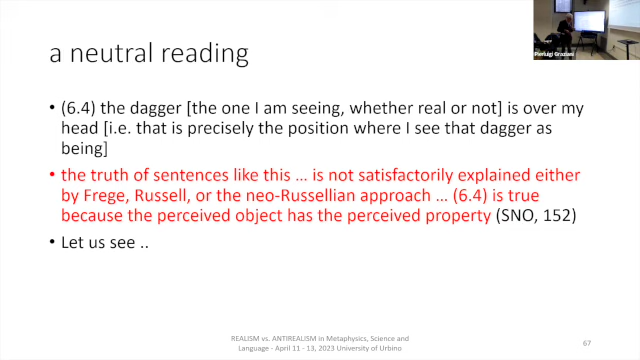 Pierluigi Graziani
a neutral reading
• (6.4) the dagger [the one I am seeing, whether real or not] is over my
head [i.e. that is precisely the position where I see that dagger as
being]
• the truth of sentences like this … is not satisfactorily explained either
by Frege, Russell, or the neo-Russellian approach … (6.4) is true
because the perceived object has the perceived property (SNO, 152)
• Let us see ..
REALISM vs. ANTIREALISM in Metaphysics, Science and
Language - April 11 - 13, 2023 University of Urbino
67